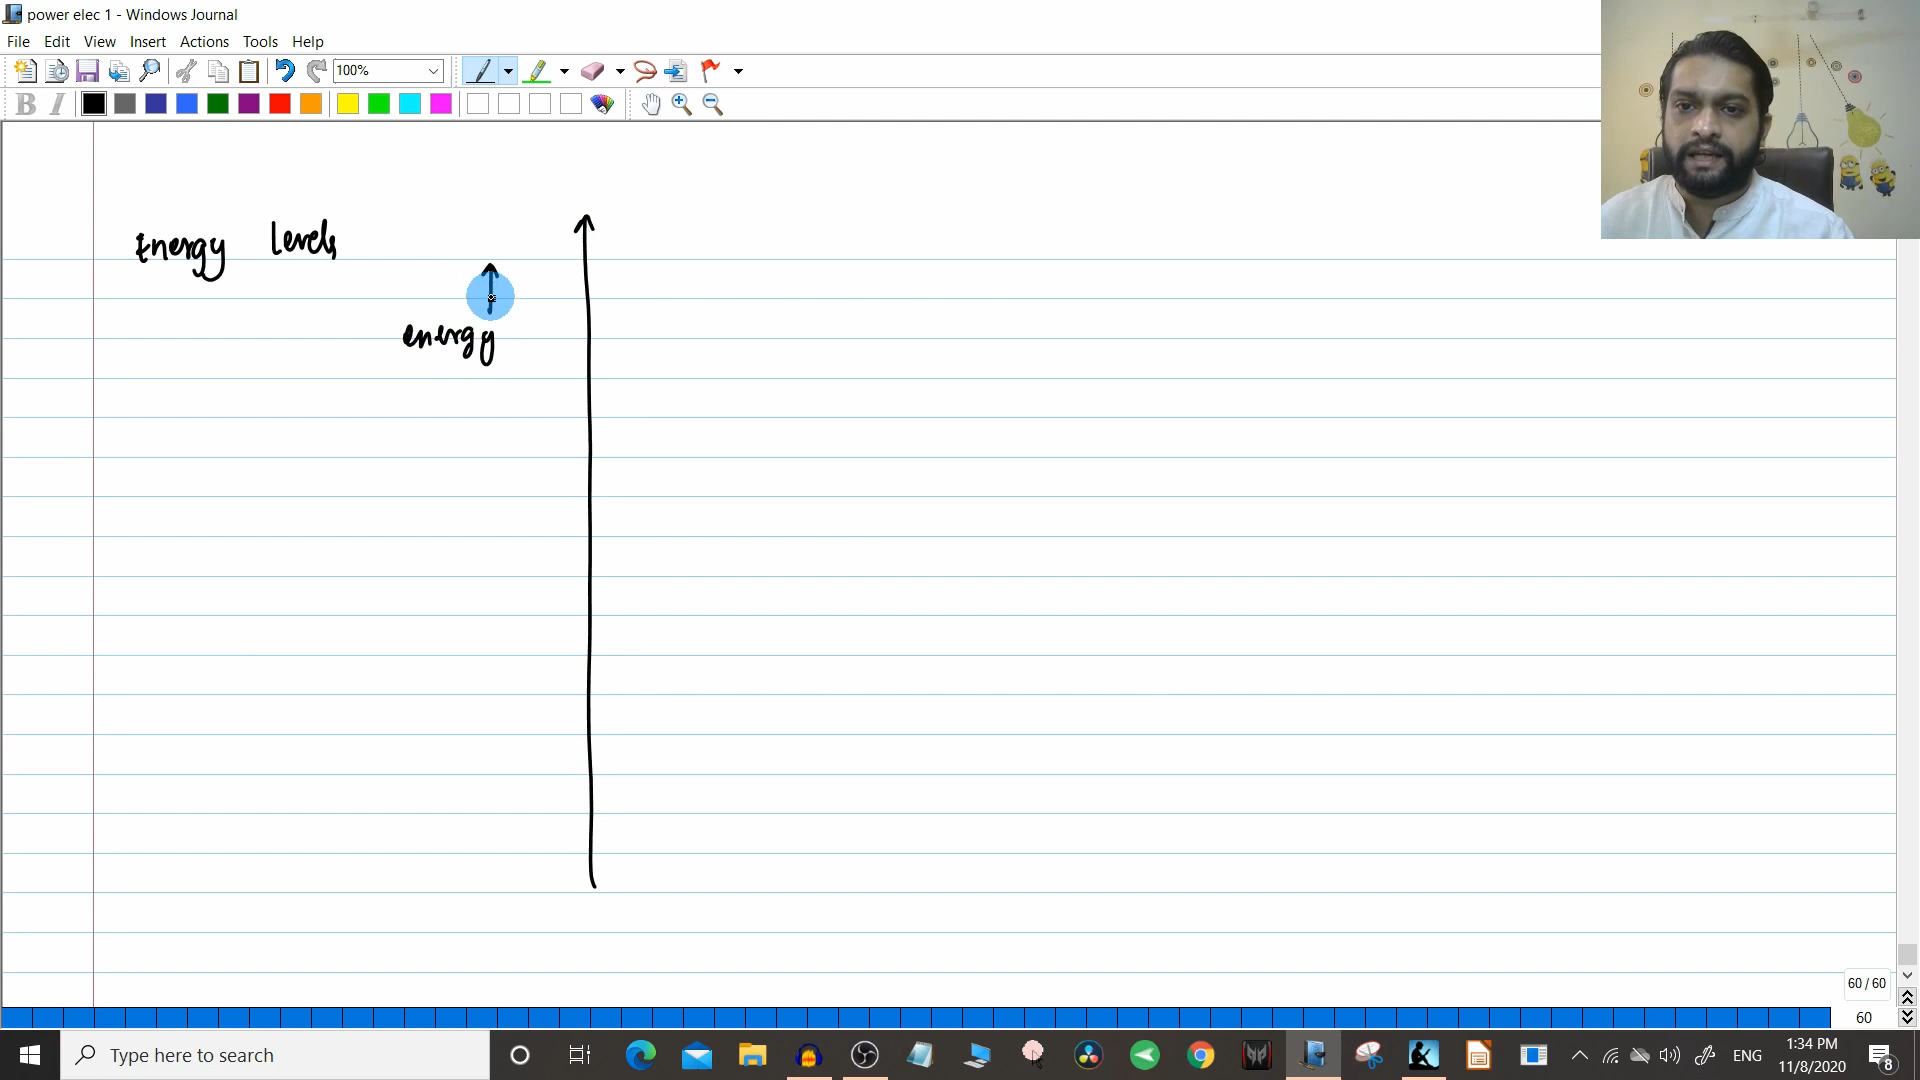 power elec 1 - Windows Journal
File Edit View Insert Actions Tools Help
100%
B I
Energy Levels
energy
60 / 60
60
Type here to search
ENG
1:34 PM
11/8/2020
8